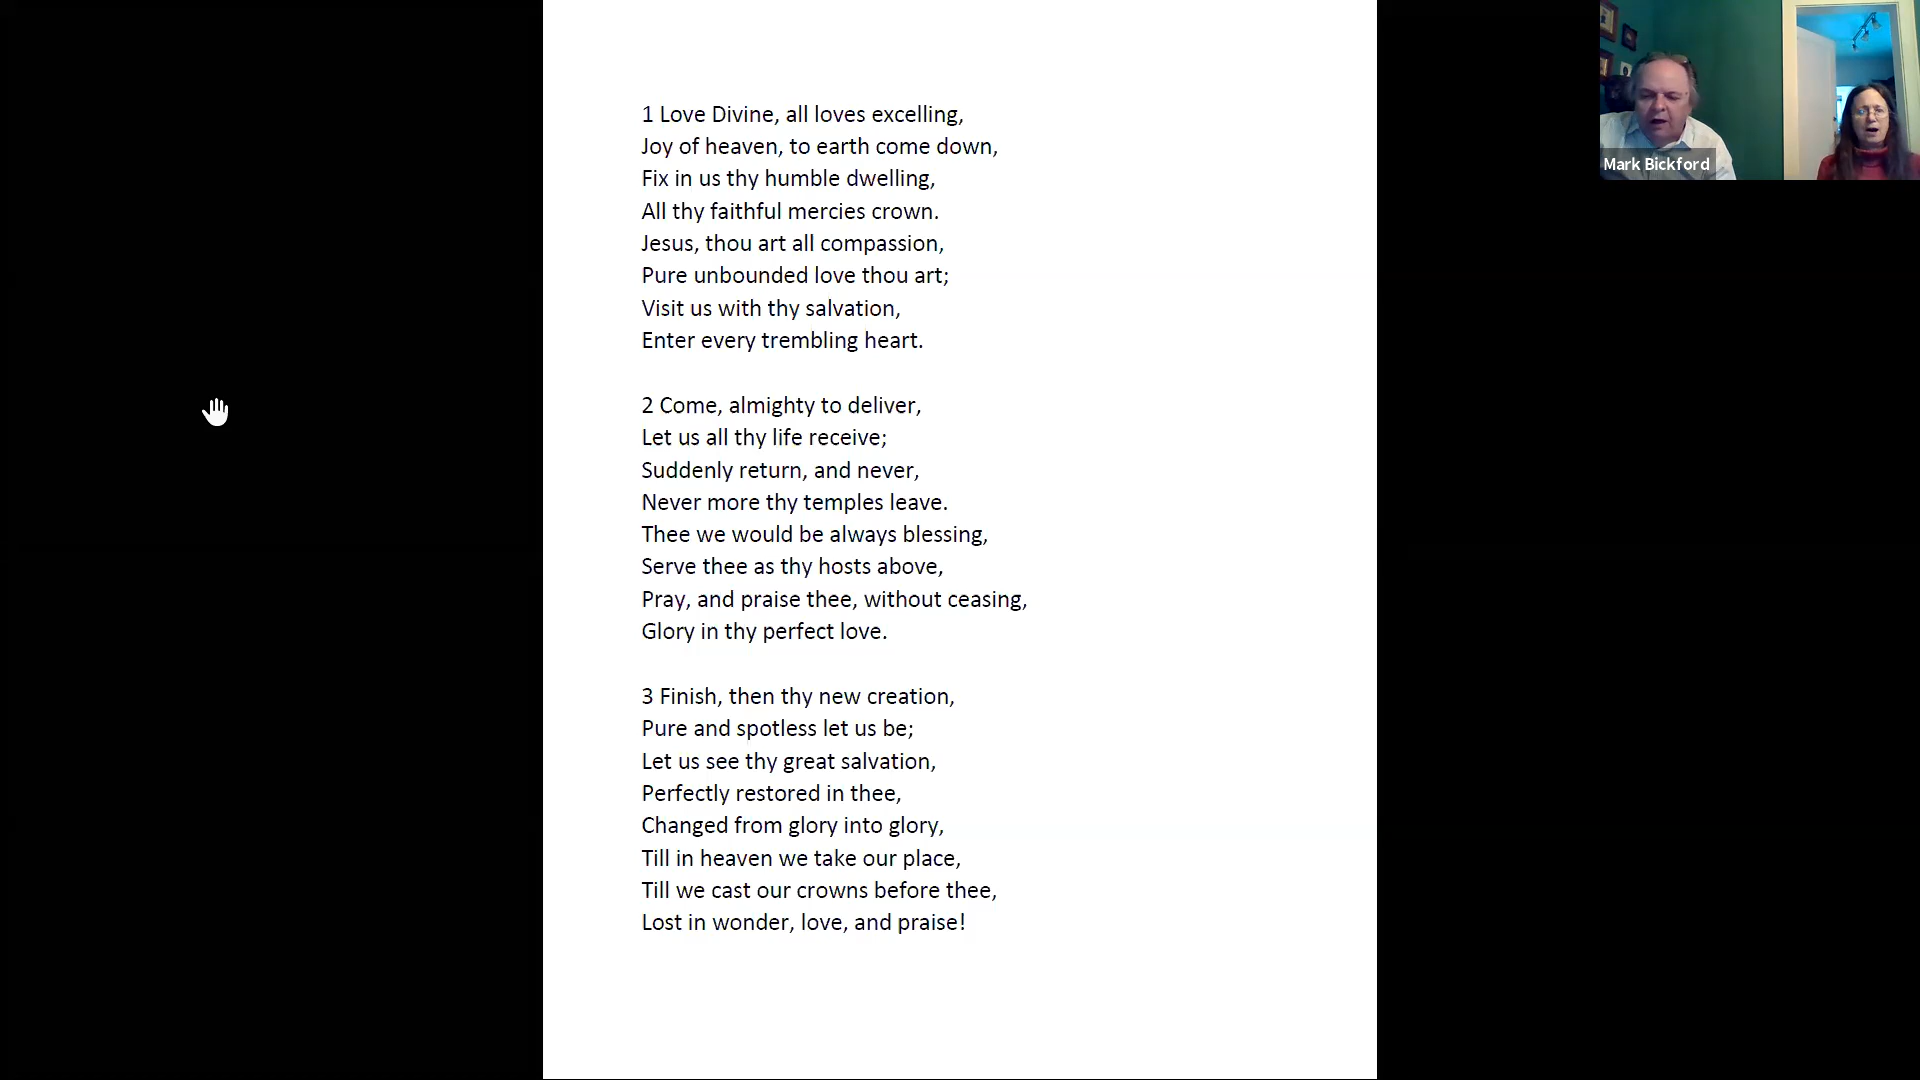 1 Love Divine, all loves excelling,
Joy of heaven, to earth come down,
Fix in us thy humble dwelling,
All thy faithful mercies crown.
Jesus, thou art all compassion,
Pure unbounded love thou art;
Visit us with thy salvation,
Enter every trembling heart.
2 Come, almighty to deliver,
Let us all thy life receive;
Suddenly return, and never,
Never more thy temples leave.
Thee we would be always blessing,
Serve thee as thy hosts above,
Pray, and praise thee, without ceasing,
Glory in thy perfect love.
3 Finish, then thy new creation,
Pure and spotless let us be;
Let us see thy great salvation,
Perfectly restored in thee,
Changed from glory into glory,
Till in heaven we take our place,
Till we cast our crowns before thee,
Lost in wonder, love, and praise!
Mark Bickford